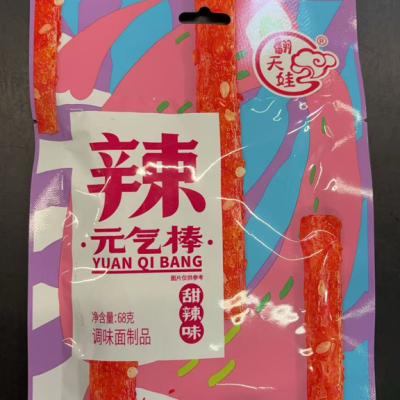 翻天娃®
辣
·元气棒·
YUAN QI BANG
图片仅供参考
甜辣味
净含量:68克
调味面制品